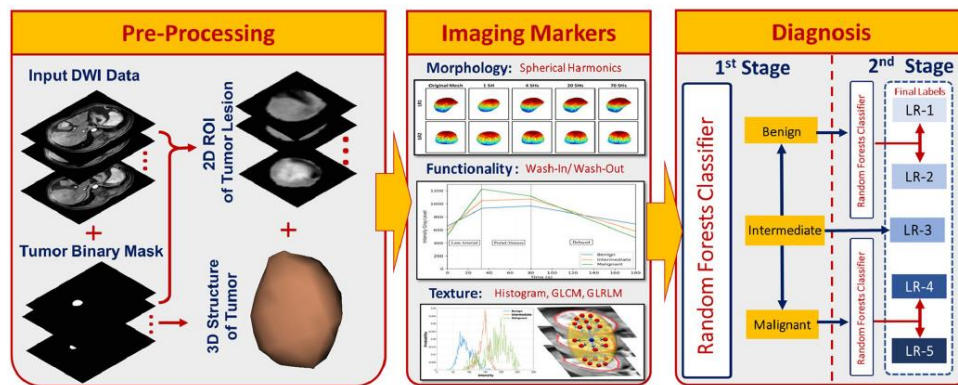 Pre-Processing
Input DWI Data
2D ROI
of Tumor Lesion
Tumor Binary Mask
3D Structure
of Tumor
Imaging Markers
Morphology: Spherical Harmonics
Original Mesh 1 SH 4 SHs 20 SHs 70 SHs
LR1
LR2
Functionality: Wash-In/ Wash-Out
Late Arterial
Portal Venous
Delayed
Benign
Intermediate
Malignant
Texture: Histogram, GLCM, GLRLM
Benign
Intermediate
Malignant
Intensity
Diagnosis
1st Stage
2nd Stage
Random Forests Classifier
Benign
Intermediate
Malignant
Random Forests Classifier
Random Forests Classifier
Final Labels
LR-1
LR-2
LR-3
LR-4
LR-5